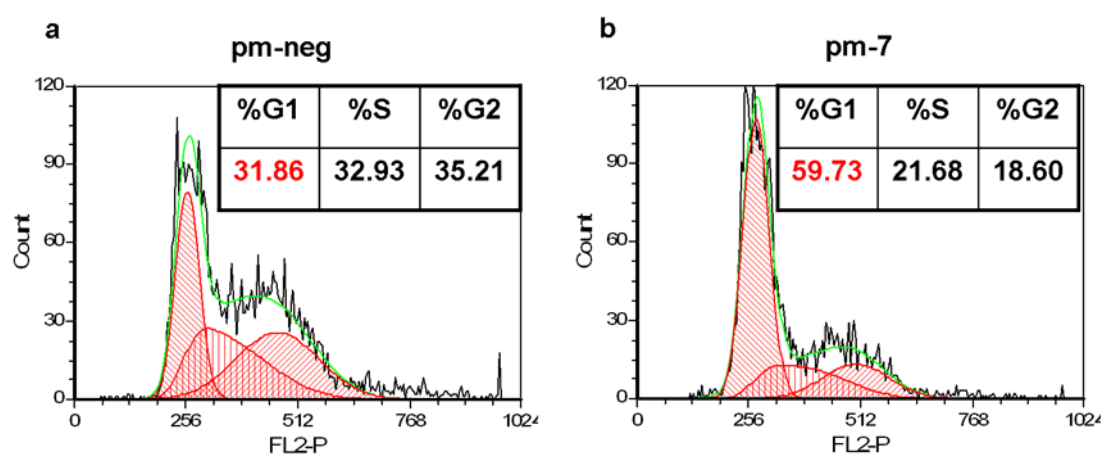 a
pm-neg
120
90
60
30
0
Count
%G1 %S %G2
31.86 32.93 35.21
0 256 512 768 1024
FL2-P
b
pm-7
120
90
60
30
0
Count
%G1 %S %G2
59.73 21.68 18.60
0 256 512 768 1024
FL2-P